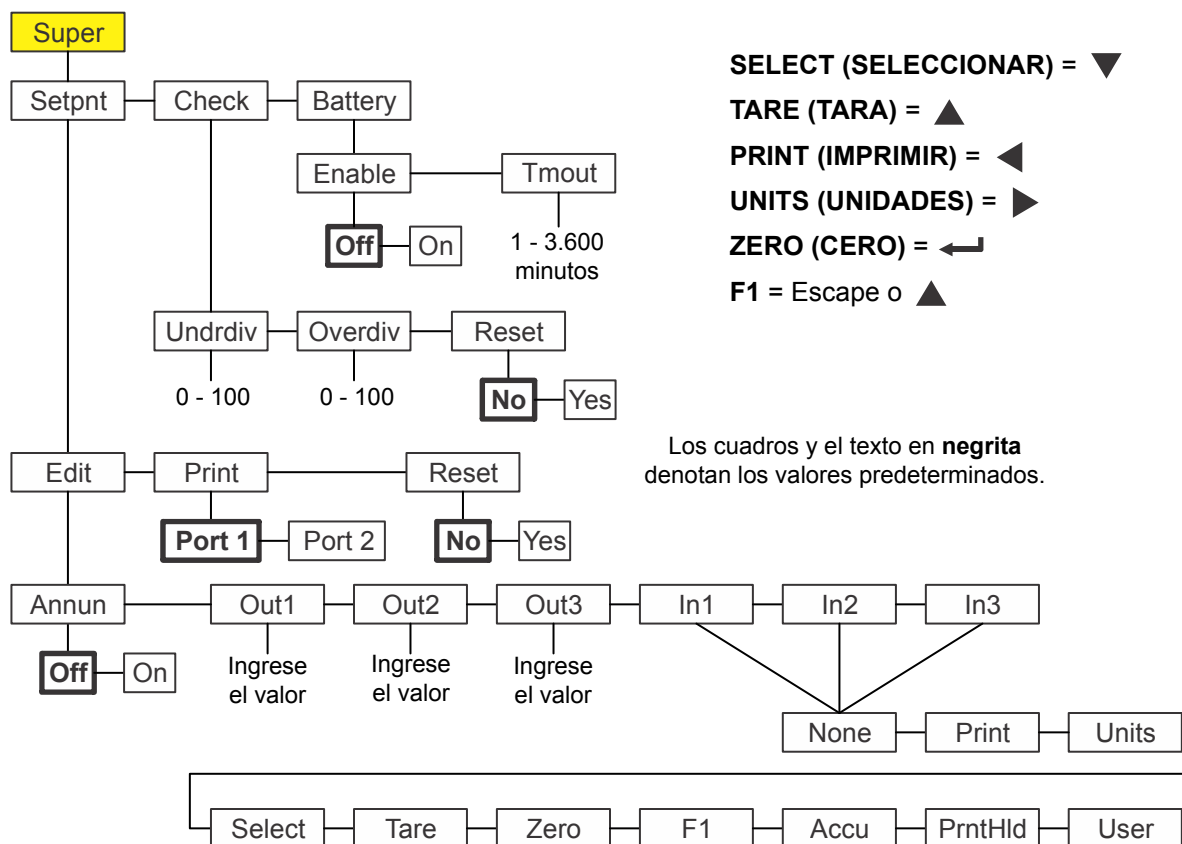 Super
SELECT (SELECCIONAR) =
Setpnt Check Battery
TARE (TARA) =
PRINT (IMPRIMIR) =
Enable Tmout
UNITS (UNIDADES) =
Off On
1 - 3.600
minutos
ZERO (CERO) =
F1 = Escape o
Undrdiv Overdiv Reset
0 - 100 0 - 100
No Yes
Los cuadros y el texto en negrita
denotan los valores predeterminados.
Edit Print Reset
Port 1 Port 2 No Yes
Annun Out1 Out2 Out3 In1 In2 In3
Off On
Ingrese
el valor
Ingrese
el valor
Ingrese
el valor
None Print Units
Select Tare Zero F1 Accu PrntHld User